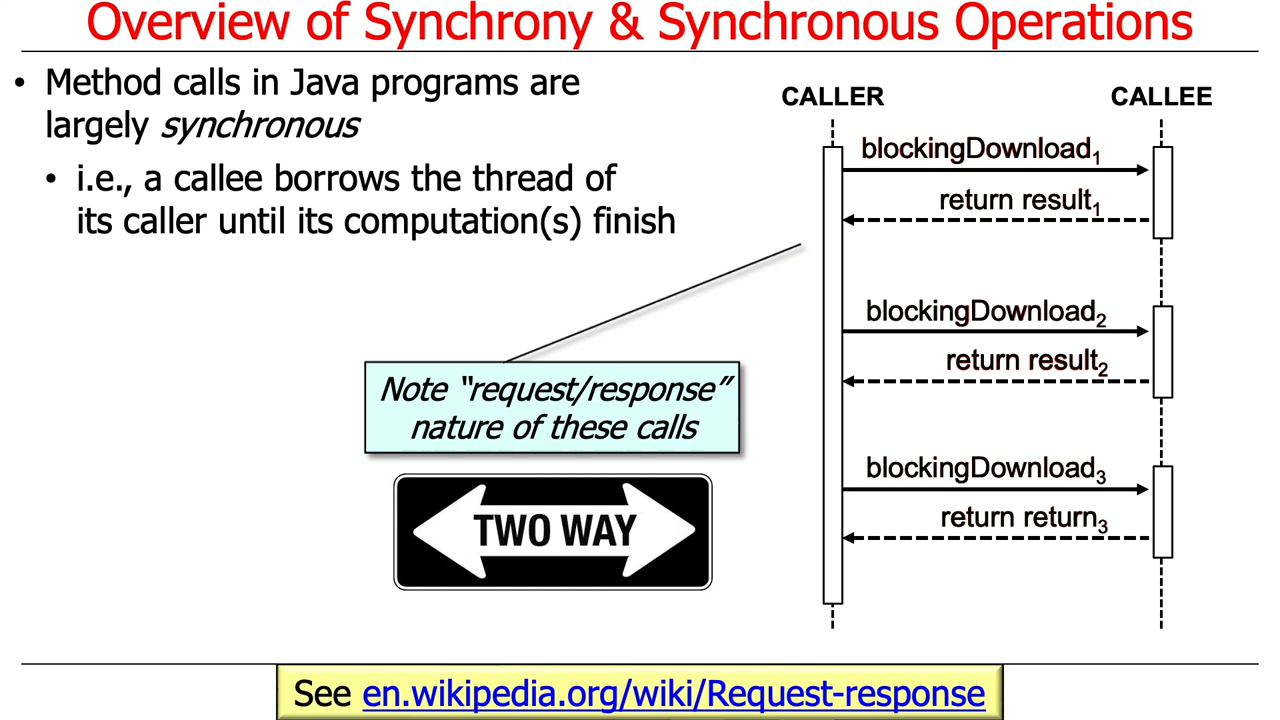 Overview of Synchrony & Synchronous Operations
• Method calls in Java programs are
largely synchronous
• i.e., a callee borrows the thread of
its caller until its computation(s) finish
CALLER
CALLEE
blockingDownload₁
return result₁
blockingDownload₂
return result₂
blockingDownload₃
return return₃
Note “request/response”
nature of these calls
TWO WAY
See en.wikipedia.org/wiki/Request-response